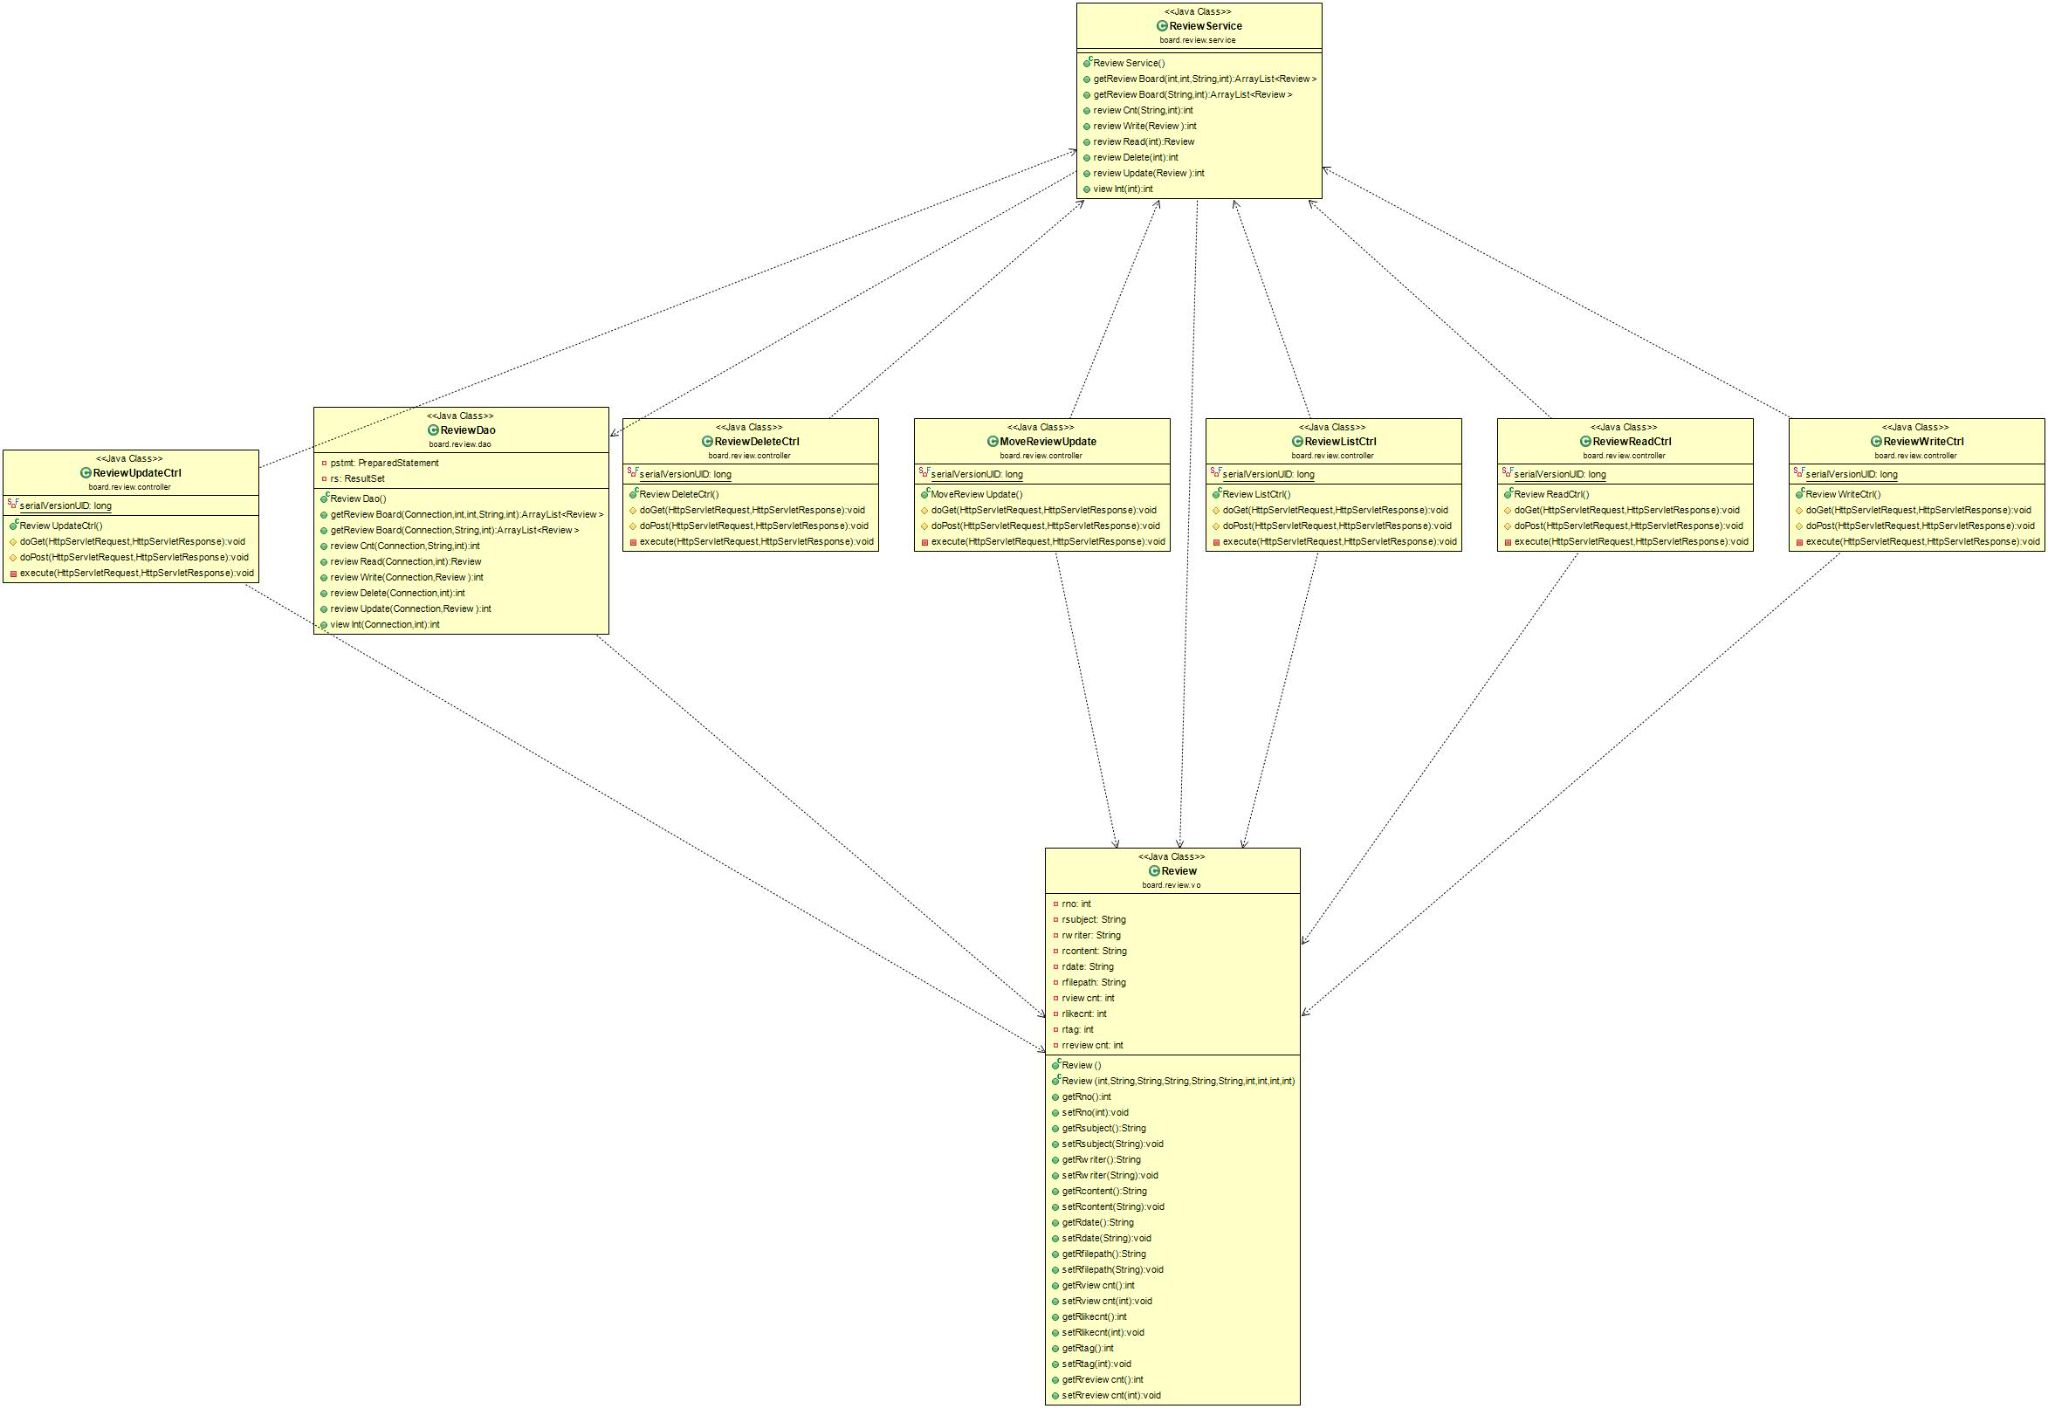 <<Java Class>>
ReviewService
board.review.service
ReviewService()
getReviewBoard(int,int,String,int):ArrayList<Review>
getReviewBoard(String,int):ArrayList<Review>
reviewCnt(String,int):int
reviewWrite(Review):int
reviewRead(int):Review
reviewDelete(int):int
reviewUpdate(Review):int
viewInt(int):int
<<Java Class>>
ReviewUpdateCtrl
board.review.controller
serialVersionUID: long
ReviewUpdateCtrl()
doGet(HttpServletRequest,HttpServletResponse):void
doPost(HttpServletRequest,HttpServletResponse):void
execute(HttpServletRequest,HttpServletResponse):void
<<Java Class>>
ReviewDao
board.review.dao
pstmt: PreparedStatement
rs: ResultSet
ReviewDao()
getReviewBoard(Connection,int,int,String,int):ArrayList<Review>
getReviewBoard(Connection,String,int):ArrayList<Review>
reviewCnt(Connection,String,int):int
reviewRead(Connection,int):Review
reviewWrite(Connection,Review):int
reviewDelete(Connection,int):int
reviewUpdate(Connection,Review):int
viewInt(Connection,int):int
<<Java Class>>
ReviewDeleteCtrl
board.review.controller
serialVersionUID: long
ReviewDeleteCtrl()
doGet(HttpServletRequest,HttpServletResponse):void
doPost(HttpServletRequest,HttpServletResponse):void
execute(HttpServletRequest,HttpServletResponse):void
<<Java Class>>
MoveReviewUpdate
board.review.controller
serialVersionUID: long
MoveReviewUpdate()
doGet(HttpServletRequest,HttpServletResponse):void
doPost(HttpServletRequest,HttpServletResponse):void
execute(HttpServletRequest,HttpServletResponse):void
<<Java Class>>
ReviewListCtrl
board.review.controller
serialVersionUID: long
ReviewListCtrl()
doGet(HttpServletRequest,HttpServletResponse):void
doPost(HttpServletRequest,HttpServletResponse):void
execute(HttpServletRequest,HttpServletResponse):void
<<Java Class>>
ReviewReadCtrl
board.review.controller
serialVersionUID: long
ReviewReadCtrl()
doGet(HttpServletRequest,HttpServletResponse):void
doPost(HttpServletRequest,HttpServletResponse):void
execute(HttpServletRequest,HttpServletResponse):void
<<Java Class>>
ReviewWriteCtrl
board.review.controller
serialVersionUID: long
ReviewWriteCtrl()
doGet(HttpServletRequest,HttpServletResponse):void
doPost(HttpServletRequest,HttpServletResponse):void
execute(HttpServletRequest,HttpServletResponse):void
<<Java Class>>
Review
board.review.vo
rno: int
rsubject: String
rwriter: String
rcontent: String
rdate: String
rfilepath: String
rviewcnt: int
rlikecnt: int
rtag: int
rreviewcnt: int
Review()
Review(int,String,String,String,String,String,int,int,int,int)
getRno():int
setRno(int):void
getRsubject():String
setRsubject(String):void
getRwriter():String
setRwriter(String):void
getRcontent():String
setRcontent(String):void
getRdate():String
setRdate(String):void
getRfilepath():String
setRfilepath(String):void
getRviewcnt():int
setRviewcnt(int):void
getRlikecnt():int
setRlikecnt(int):void
getRtag():int
setRtag(int):void
getRreviewcnt():int
setRreviewcnt(int):void